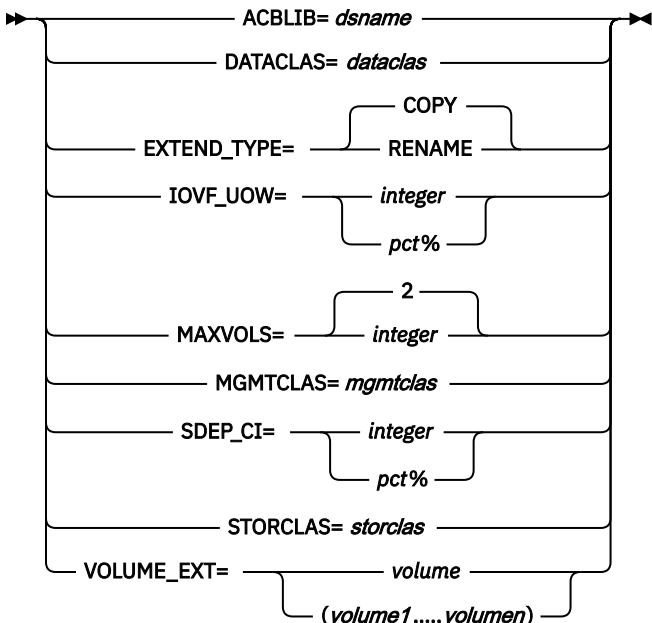 ACBLIB= dsname
DATACLAS= dataclas
COPY
EXTEND_TYPE= RENAME
IOVF_UOW= integer
pct%
2
MAXVOLS= integer
MGMTCLAS= mgmtclas
SDEP_CI= integer
pct%
STORCLAS= storclas
VOLUME_EXT= volume
(volume1.....volumen)